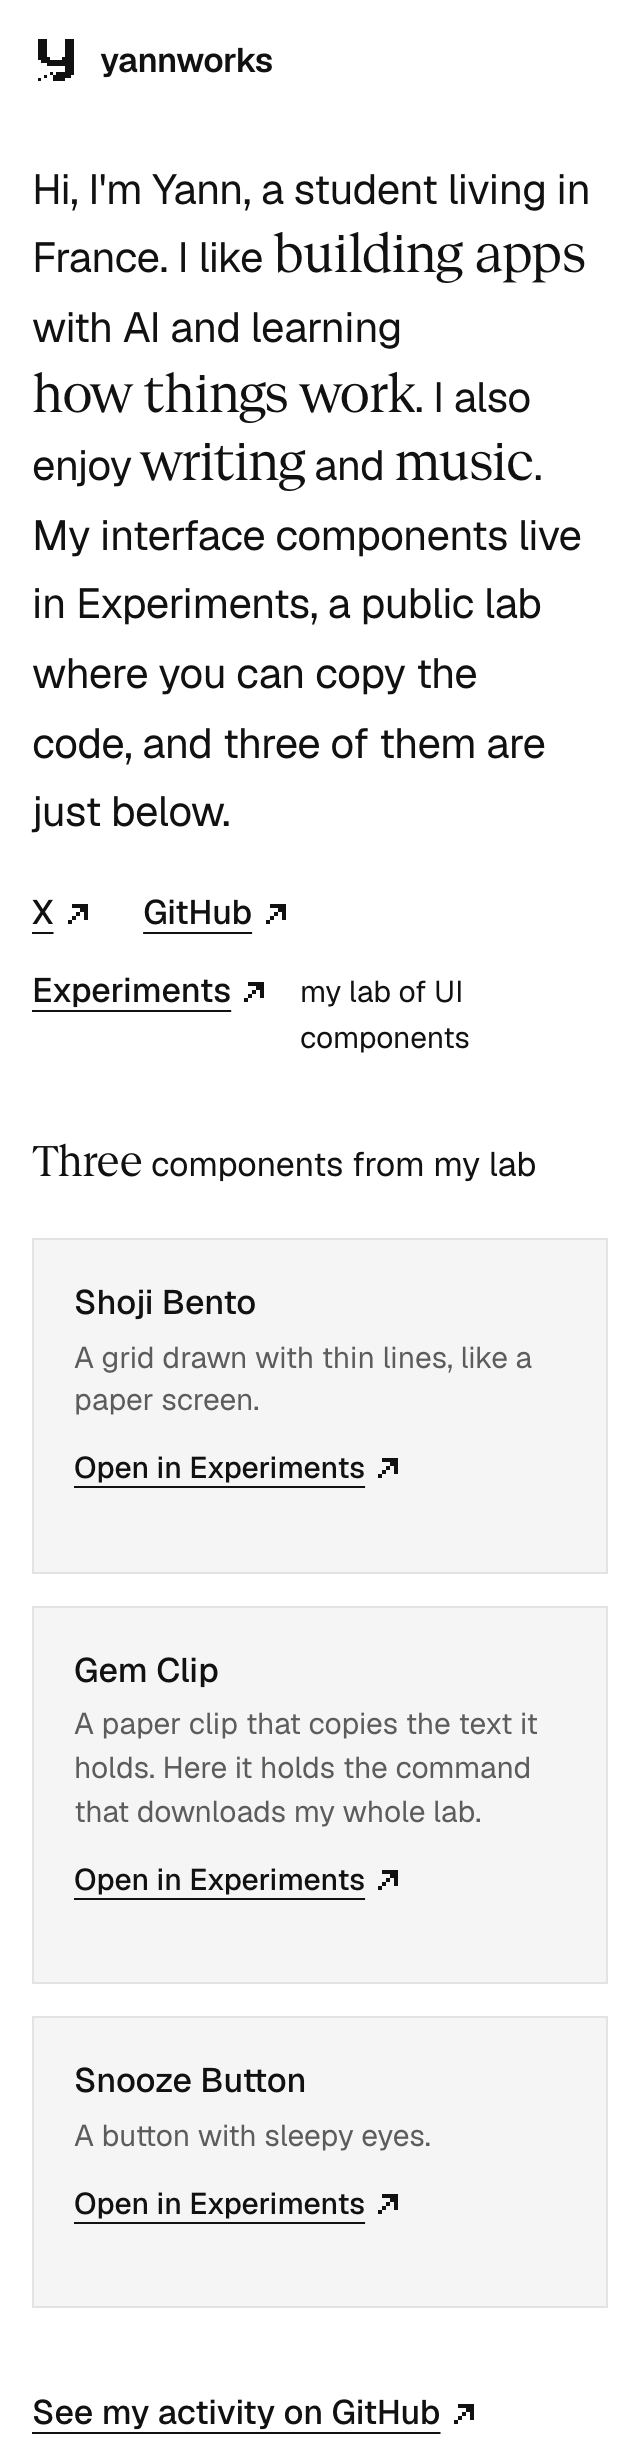 yannworks
Hi, I'm Yann, a student living in
France. I like building apps
with AI and learning
how things work. I also
enjoy writing and music.
My interface components live
in Experiments, a public lab
where you can copy the
code, and three of them are
just below.
X GitHub
Experiments my lab of UI
components
Three components from my lab
Shoji Bento
A grid drawn with thin lines, like a
paper screen.
Open in Experiments
Gem Clip
A paper clip that copies the text it
holds. Here it holds the command
that downloads my whole lab.
Open in Experiments
Snooze Button
A button with sleepy eyes.
Open in Experiments
See my activity on GitHub